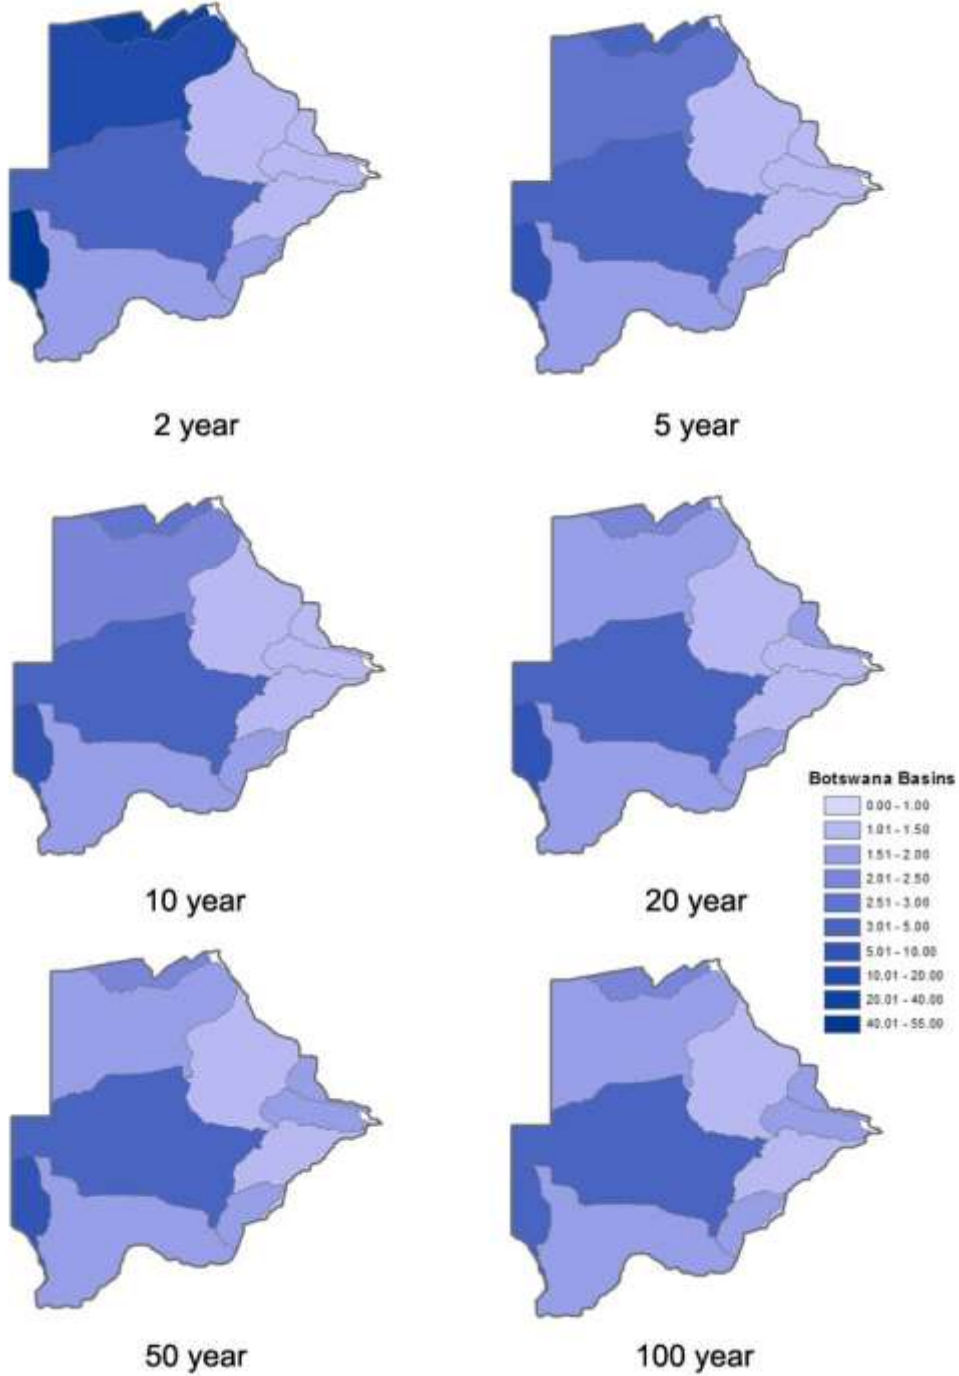 2 year
5 year
10 year
20 year
Botswana Basins
0.00 - 1.00
1.01 - 1.50
1.51 - 2.00
2.01 - 2.50
2.51 - 3.00
3.01 - 5.00
5.01 - 10.00
10.01 - 20.00
20.01 - 40.00
40.01 - 55.00
50 year
100 year